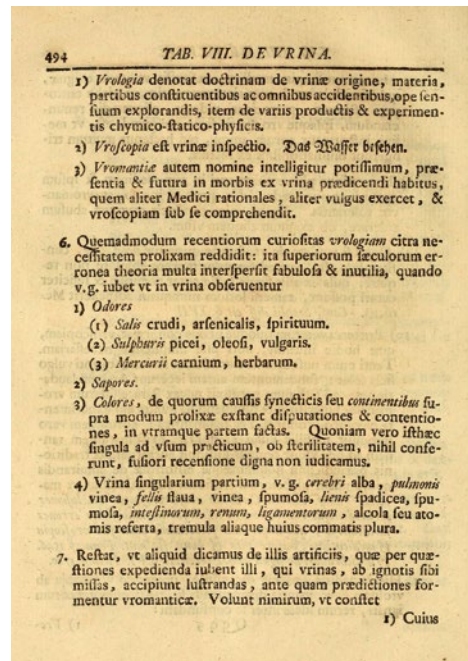 494 TAB. VIII. DE VRINA.
1) Vrologia denotat doctrinam de vrinæ origine, materia,
partibus constituentibus ac omnibus accidentibus, ope sen-
suum explorandis, item de variis productis & experimen-
tis chymico-statico-physicis.
2) Vroscopia est vrinæ inspectio. Das Wasser besehen.
3) Vromantiæ autem nomine intelligitur potissimum, præ-
sentia & futura in morbis ex vrina prædicendi habitus,
quem aliter Medici rationales, aliter vulgus exercet, &
vroscopiam sub se comprehendit.
6. Quemadmodum recentiorum curiositas vrologiam citra ne-
cessitatem prolixam reddidit: ita superiorum sæculorum er-
ronea theoria multa interspersit fabulosa & inutilia, quando
v. g. iubet vt in vrina obseruentur
1) Odores
(1) Salis crudi, arsenicalis, spirituum.
(2) Sulphuris picei, oleosi, vulgaris.
(3) Mercurii carnium, herbarum.
2) Sapores.
3) Colores, de quorum caussis synecticis seu continentibus su-
pra modum prolixæ exstant disputationes & contentio-
nes, in vtramque partem factas. Quoniam vero isthæc
singula ad vsum practicum, ob sterilitatem, nihil confe-
runt, fusiori recensione digna non iudicamus.
4) Vrina singularium partium, v. g. cerebri alba, pulmonis
vinea, fellis flaua, vinea, spumosa, lienis spadicea, spu-
mosa, intestinorum, renum, ligamentorum, alcola seu ato-
mis referta, tremula aliaque huius commatis plura.
7. Restat, vt aliquid dicamus de illis artificiis, quæ per quæ-
stiones expedienda iubent illi, qui vrinas, ab ignotis sibi
missas, accipiunt lustrandas, ante quam prædictiones for-
mentur vromanticæ. Volunt nimirum, vt constet
1) Cuius